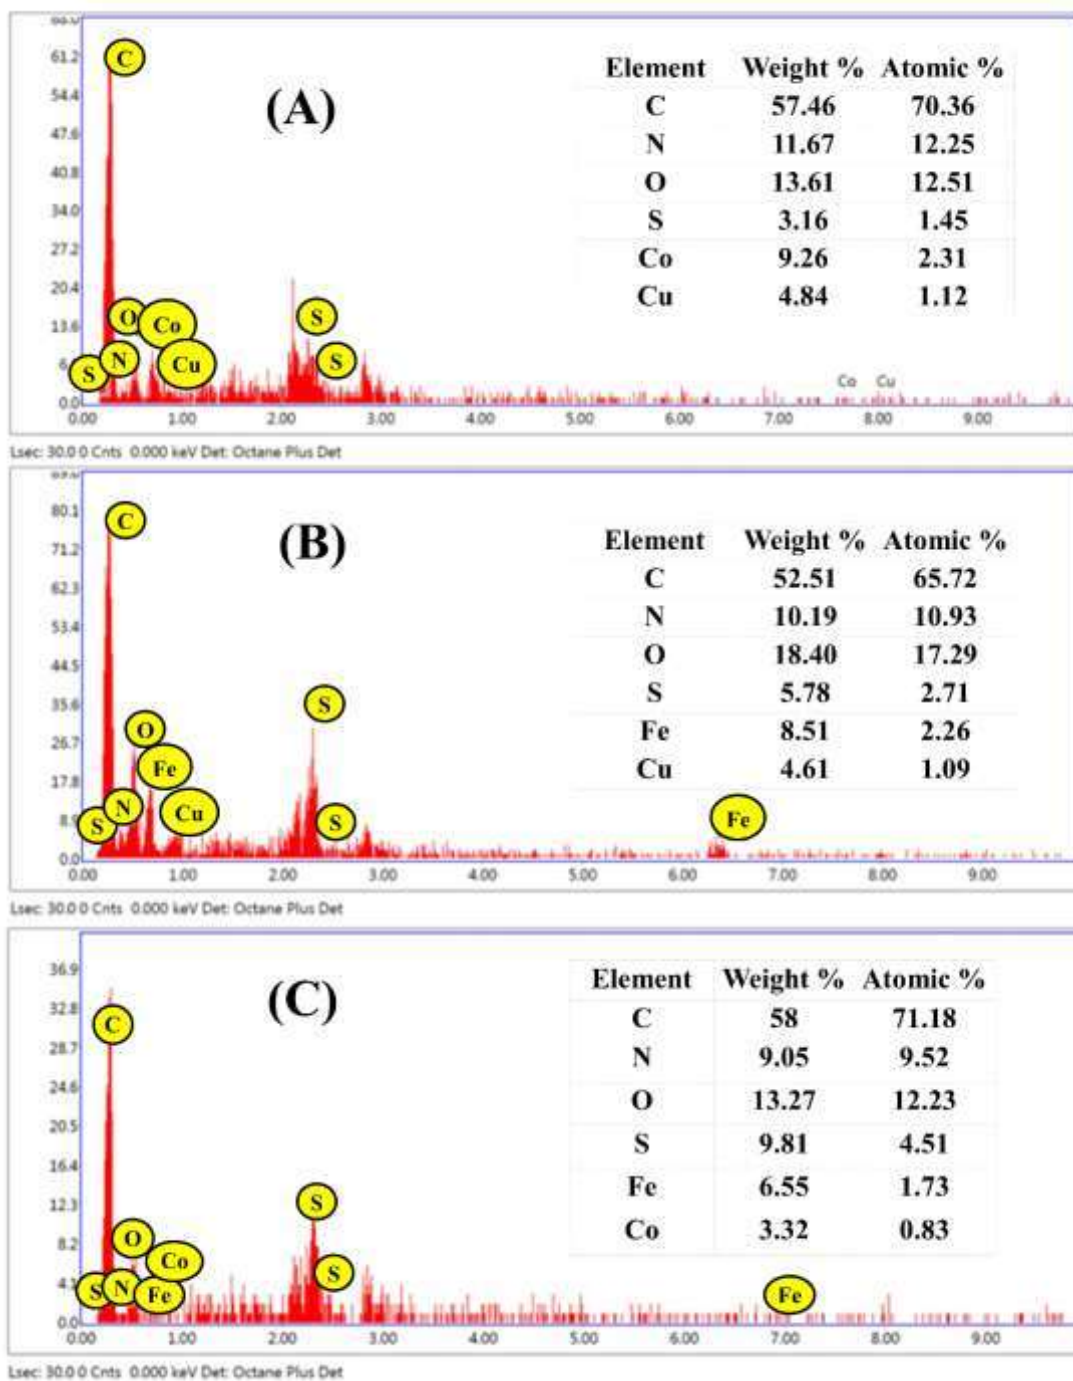 61.2
C
54.4
(A)
47.6
40.8
34.0
27.2
20.4
13.6
0.0
O
Co
S
N
Cu
S
S
Co
Cu
0.00 1.00 2.00 3.00 4.00 5.00 6.00 7.00 8.00 9.00
Element Weight % Atomic %
C 57.46 70.36
N 11.67 12.25
O 13.61 12.51
S 3.16 1.45
Co 9.26 2.31
Cu 4.84 1.12
Lsec: 30.0 0 Cnts 0.000 keV Det: Octane Plus Det
80.1
C
71.2
(B)
62.3
53.4
44.5
35.6
26.7
17.8
8.9
0.0
O
Fe
S
N
Cu
S
S
Fe
0.00 1.00 2.00 3.00 4.00 5.00 6.00 7.00 8.00 9.00
Element Weight % Atomic %
C 52.51 65.72
N 10.19 10.93
O 18.40 17.29
S 5.78 2.71
Fe 8.51 2.26
Cu 4.61 1.09
Lsec: 30.0 0 Cnts 0.000 keV Det: Octane Plus Det
36.9
32.8
C
(C)
28.7
24.6
20.5
16.4
12.3
8.2
4.1
0.0
O
Co
S
N
Fe
S
S
Fe
0.00 1.00 2.00 3.00 4.00 5.00 6.00 7.00 8.00 9.00
Element Weight % Atomic %
C 58 71.18
N 9.05 9.52
O 13.27 12.23
S 9.81 4.51
Fe 6.55 1.73
Co 3.32 0.83
Lsec: 30.0 0 Cnts 0.000 keV Det: Octane Plus Det